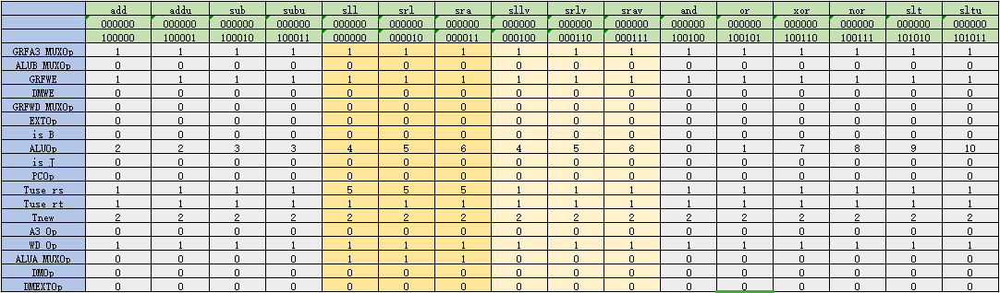 add addu sub subu sll srl sra sllv srlv srav and or xor nor slt sltu
000000 000000 000000 000000 000000 000000 000000 000000 000000 000000 000000 000000 000000 000000 000000 000000
100000 100001 100010 100011 000000 000010 000011 000100 000110 000111 100100 100101 100110 100111 101010 101011
GRFA3 MUXOp 1 1 1 1 1 1 1 1 1 1 1 1 1 1 1 1
ALUB MUXOp 0 0 0 0 0 0 0 0 0 0 0 0 0 0 0 0
GRFWE 1 1 1 1 1 1 1 1 1 1 1 1 1 1 1 1
DMWE 0 0 0 0 0 0 0 0 0 0 0 0 0 0 0 0
GRFWD MUXOp 0 0 0 0 0 0 0 0 0 0 0 0 0 0 0 0
EXTOp 0 0 0 0 0 0 0 0 0 0 0 0 0 0 0 0
is B 0 0 0 0 0 0 0 0 0 0 0 0 0 0 0 0
ALUOp 2 2 3 3 4 5 6 4 5 6 0 1 7 8 9 10
is J 0 0 0 0 0 0 0 0 0 0 0 0 0 0 0 0
PCOp 0 0 0 0 0 0 0 0 0 0 0 0 0 0 0 0
Tuse rs 1 1 1 1 5 5 5 1 1 1 1 1 1 1 1 1
Tuse rt 1 1 1 1 1 1 1 1 1 1 1 1 1 1 1 1
Tnew 2 2 2 2 2 2 2 2 2 2 2 2 2 2 2 2
A3 Op 0 0 0 0 0 0 0 0 0 0 0 0 0 0 0 0
WD Op 1 1 1 1 1 1 1 1 1 1 1 1 1 1 1 1
ALUA MUXOp 0 0 0 0 1 1 1 0 0 0 0 0 0 0 0 0
DMOp 0 0 0 0 0 0 0 0 0 0 0 0 0 0 0 0
DMEXTOp 0 0 0 0 0 0 0 0 0 0 0 0 0 0 0 0